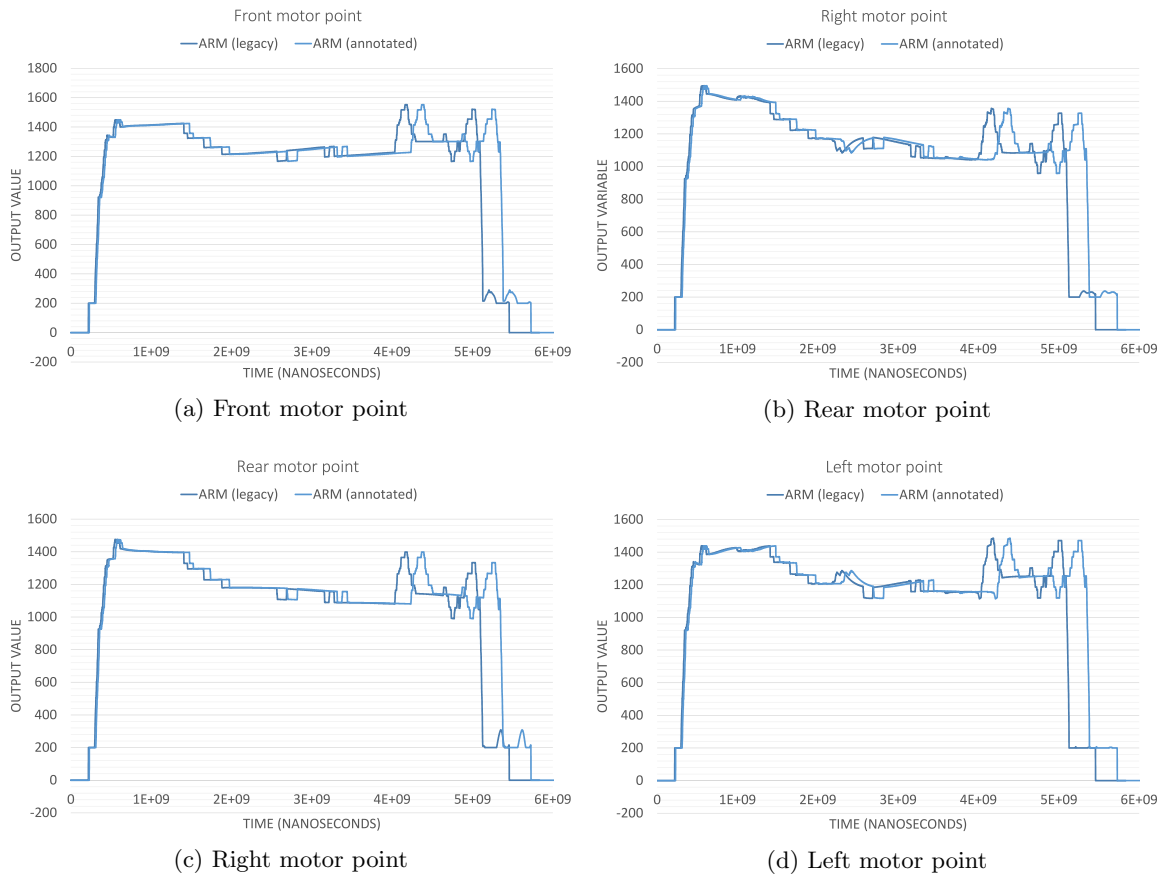 Front motor point
ARM (legacy) ARM (annotated)
1800
1600
1400
1200
1000
800
600
400
200
0
-200
OUTPUT VALUE
0 1E+09 2E+09 3E+09 4E+09 5E+09 6E+09
TIME (NANOSECONDS)
(a) Front motor point
Right motor point
ARM (legacy) ARM (annotated)
1600
1400
1200
1000
800
600
400
200
0
-200
OUTPUT VARIABLE
0 1E+09 2E+09 3E+09 4E+09 5E+09 6E+09
TIME (NANOSECONDS)
(b) Rear motor point
Rear motor point
ARM (legacy) ARM (annotated)
1600
1400
1200
1000
800
600
400
200
0
-200
OUTPUT VALUE
0 1E+09 2E+09 3E+09 4E+09 5E+09 6E+09
TIME (NANOSECONDS)
(c) Right motor point
Left motor point
ARM (legacy) ARM (annotated)
1600
1400
1200
1000
800
600
400
200
0
-200
OUTPUT VALUE
0 1E+09 2E+09 3E+09 4E+09 5E+09 6E+09
TIME (NANOSECONDS)
(d) Left motor point